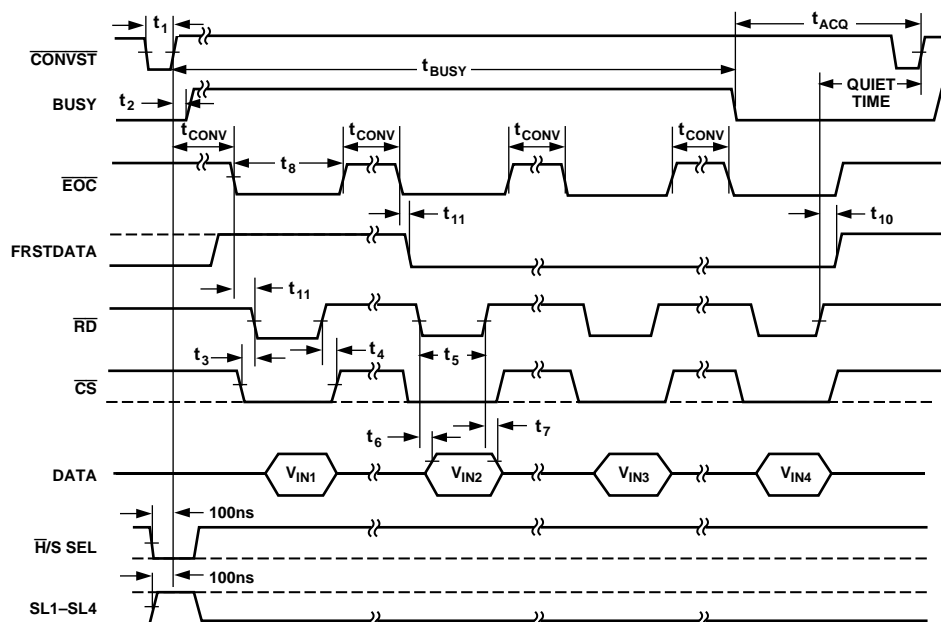 t1
tACQ
CONVST
tBUSY
QUIET
TIME
t2
BUSY
tCONV
tCONV
tCONV
tCONV
t8
EOC
t11
t10
FRSTDATA
t11
RD
t3
t4
t5
CS
t6
t7
DATA
VIN1
VIN2
VIN3
VIN4
100ns
H̅/S SEL
100ns
SL1–SL4